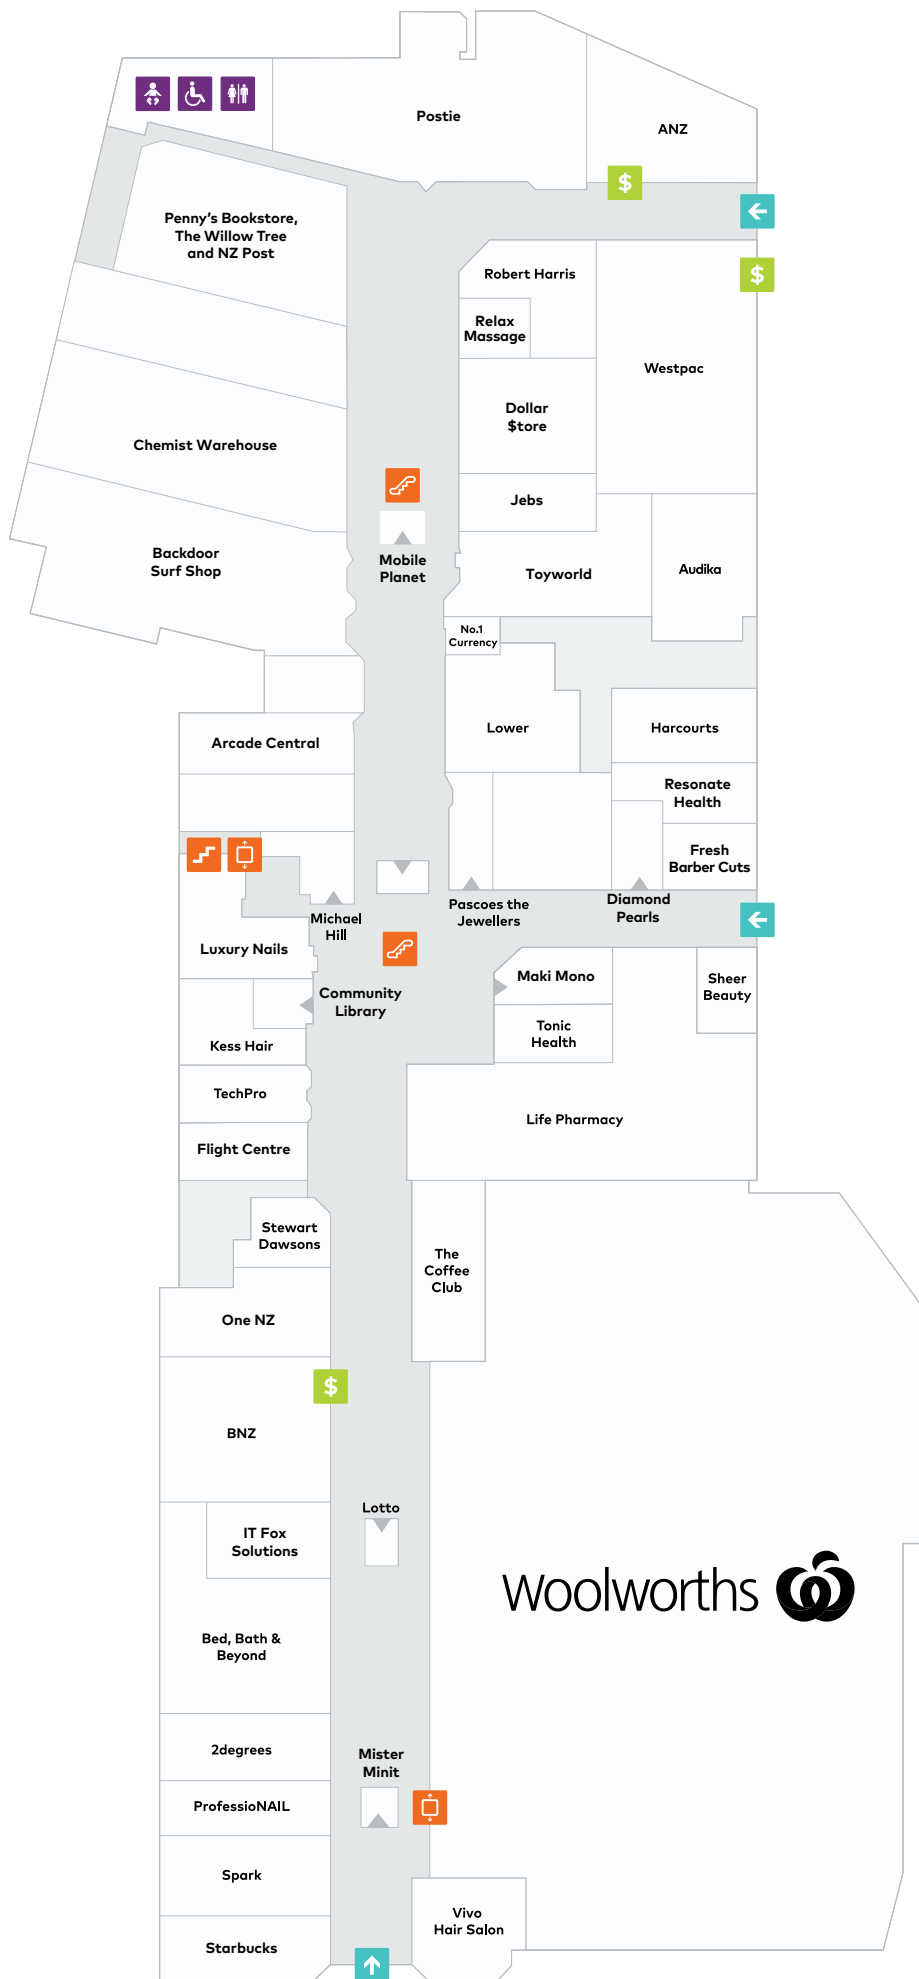 Postie
ANZ
$
Penny's Bookstore,
The Willow Tree
and NZ Post
$
Robert Harris
Relax
Massage
Westpac
Dollar
$tore
Chemist Warehouse
Jebs
Backdoor
Surf Shop
Mobile
Planet
Toyworld
Audika
No.1
Currency
Lower
Harcourts
Arcade Central
Resonate
Health
Fresh
Barber Cuts
Michael
Hill
Pascoes the
Jewellers
Diamond
Pearls
Luxury Nails
Maki Mono
Sheer
Beauty
Community
Library
Tonic
Health
Kess Hair
TechPro
Life Pharmacy
Flight Centre
Stewart
Dawsons
The
Coffee
Club
One NZ
$
BNZ
Lotto
IT Fox
Solutions
Woolworths
Bed, Bath &
Beyond
2degrees
Mister
Minit
ProfessioNAIL
Spark
Vivo
Hair Salon
Starbucks